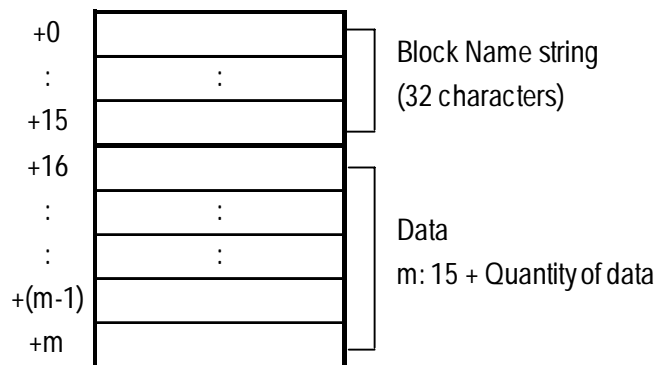 +0
Block Name string
: :
(32 characters)
+15
+16
: :
: :
Data
m: 15 + Quantity of data
+(m-1)
+m